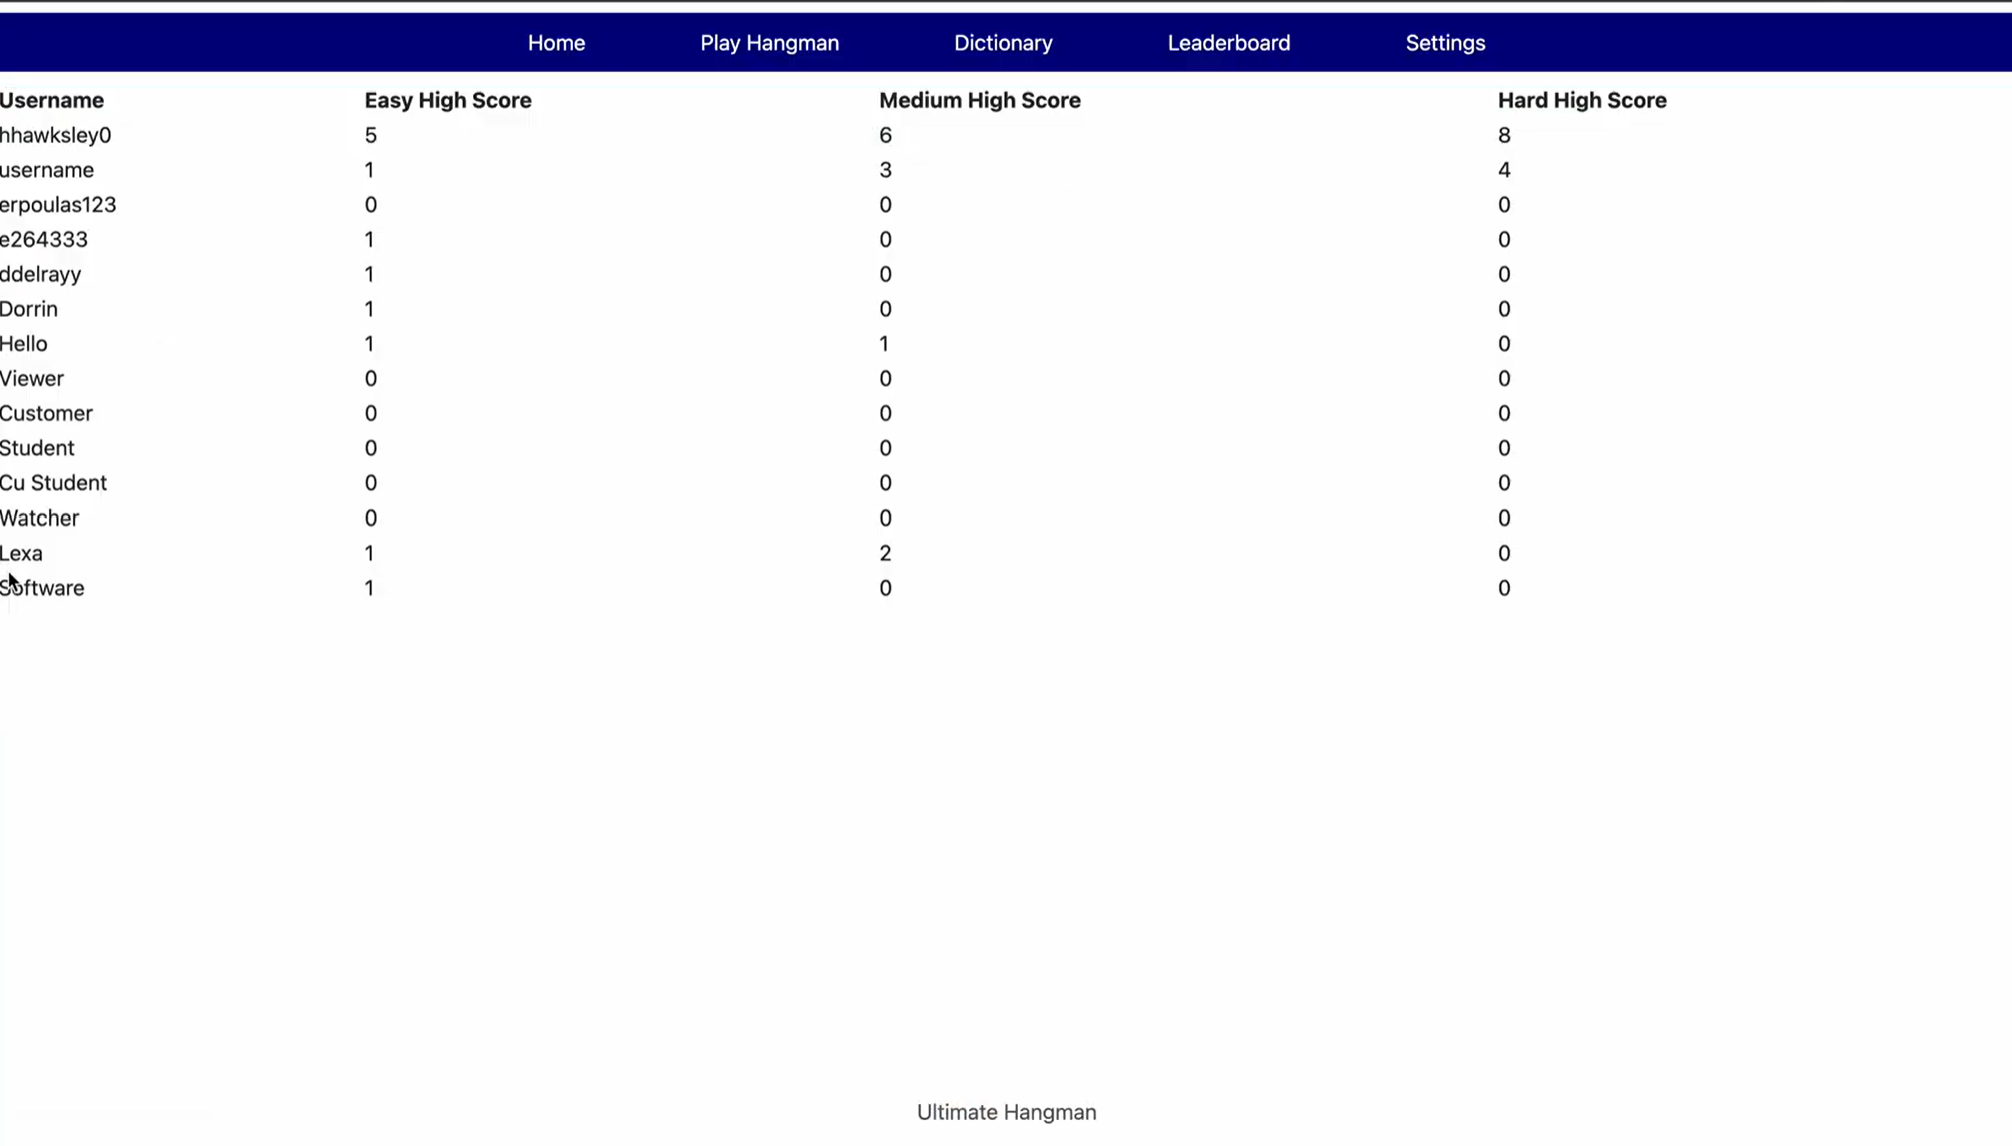 Home Play Hangman Dictionary Leaderboard Settings
Username Easy High Score Medium High Score Hard High Score
hhawksley0 5 6 8
username 1 3 4
erpoulas123 0 0 0
e264333 1 0 0
ddelrayy 1 0 0
Dorrin 1 0 0
Hello 1 1 0
Viewer 0 0 0
Customer 0 0 0
Student 0 0 0
Cu Student 0 0 0
Watcher 0 0 0
Lexa 1 2 0
Software 1 0 0
Ultimate Hangman